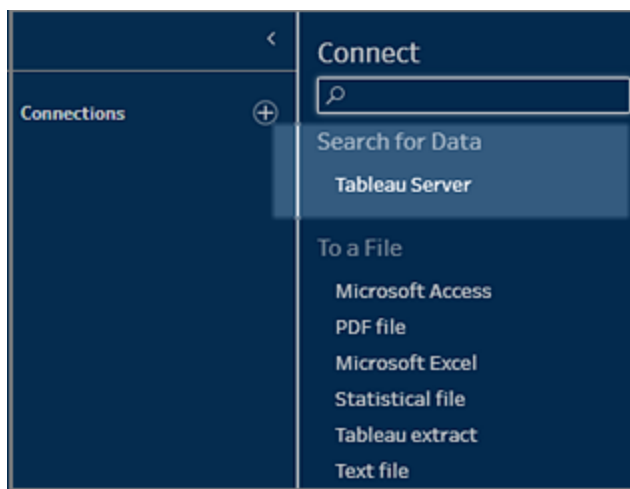 Connect
Connections
Search for Data
Tableau Server
To a File
Microsoft Access
PDF file
Microsoft Excel
Statistical file
Tableau extract
Text file